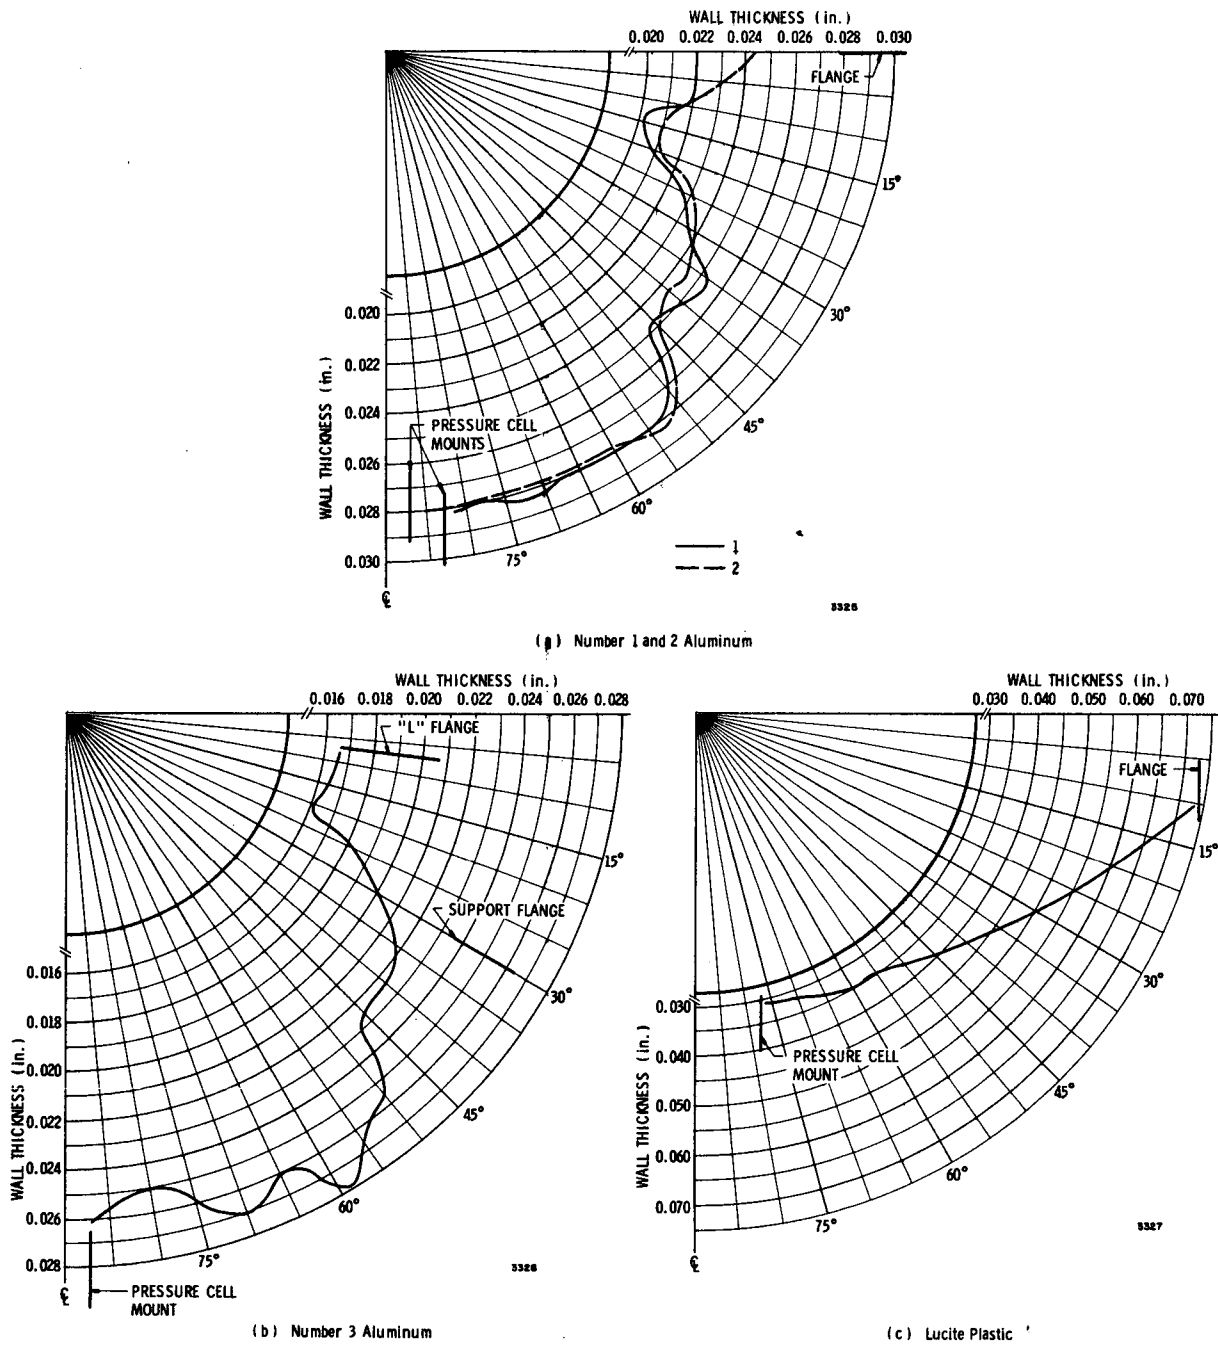 WALL THICKNESS (in.)
0.020 0.022 0.024 0.026 0.028 0.030
FLANGE
15°
30°
45°
60°
75°
0.020
0.022
0.024
0.026
0.028
0.030
WALL THICKNESS (in.)
PRESSURE CELL
MOUNTS
1
2
℄
3325
(a) Number 1 and 2 Aluminum
WALL THICKNESS (in.)
0.016 0.018 0.020 0.022 0.024 0.026 0.028
"L" FLANGE
15°
SUPPORT FLANGE
30°
45°
60°
75°
0.016
0.018
0.020
0.022
0.024
0.026
0.028
WALL THICKNESS (in.)
℄
PRESSURE CELL
MOUNT
3326
(b) Number 3 Aluminum
WALL THICKNESS (in.)
0.030 0.040 0.050 0.060 0.070
FLANGE
15°
30°
45°
60°
75°
0.030
0.040
0.050
0.060
0.070
WALL THICKNESS (in.)
PRESSURE CELL
MOUNT
℄
3327
(c) Lucite Plastic